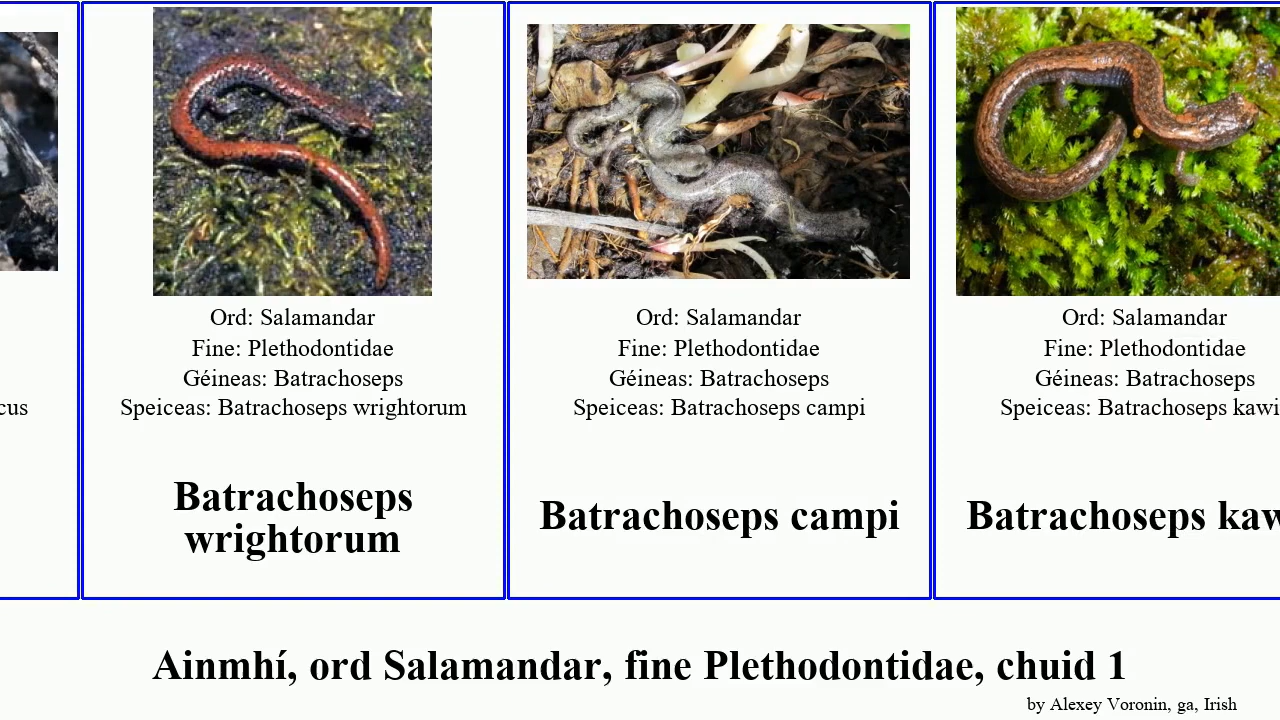 cus
Ord: Salamandar
Fine: Plethodontidae
Géineas: Batrachoseps
Speiceas: Batrachoseps wrightorum
Batrachoseps
wrightorum
Ord: Salamandar
Fine: Plethodontidae
Géineas: Batrachoseps
Speiceas: Batrachoseps campi
Batrachoseps campi
Ord: Salamandar
Fine: Plethodontidae
Géineas: Batrachoseps
Speiceas: Batrachoseps kawi
Batrachoseps kaw
Ainmhí, ord Salamandar, fine Plethodontidae, chuid 1
by Alexey Voronin, ga, Irish